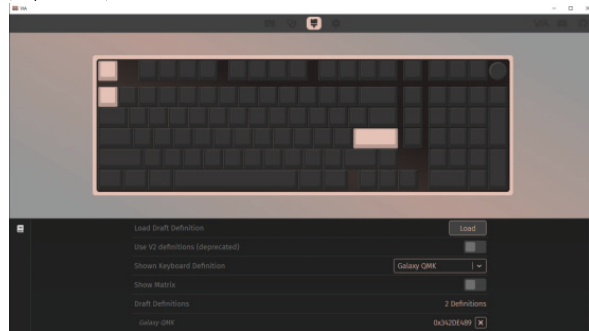 VIA
Load Draft Definition
Load
Use V2 definitions (deprecated)
Shown Keyboard Definition
Galaxy QMK
Show Matrix
Draft Definitions
2 Definitions
Galaxy QMK
0x342DE489